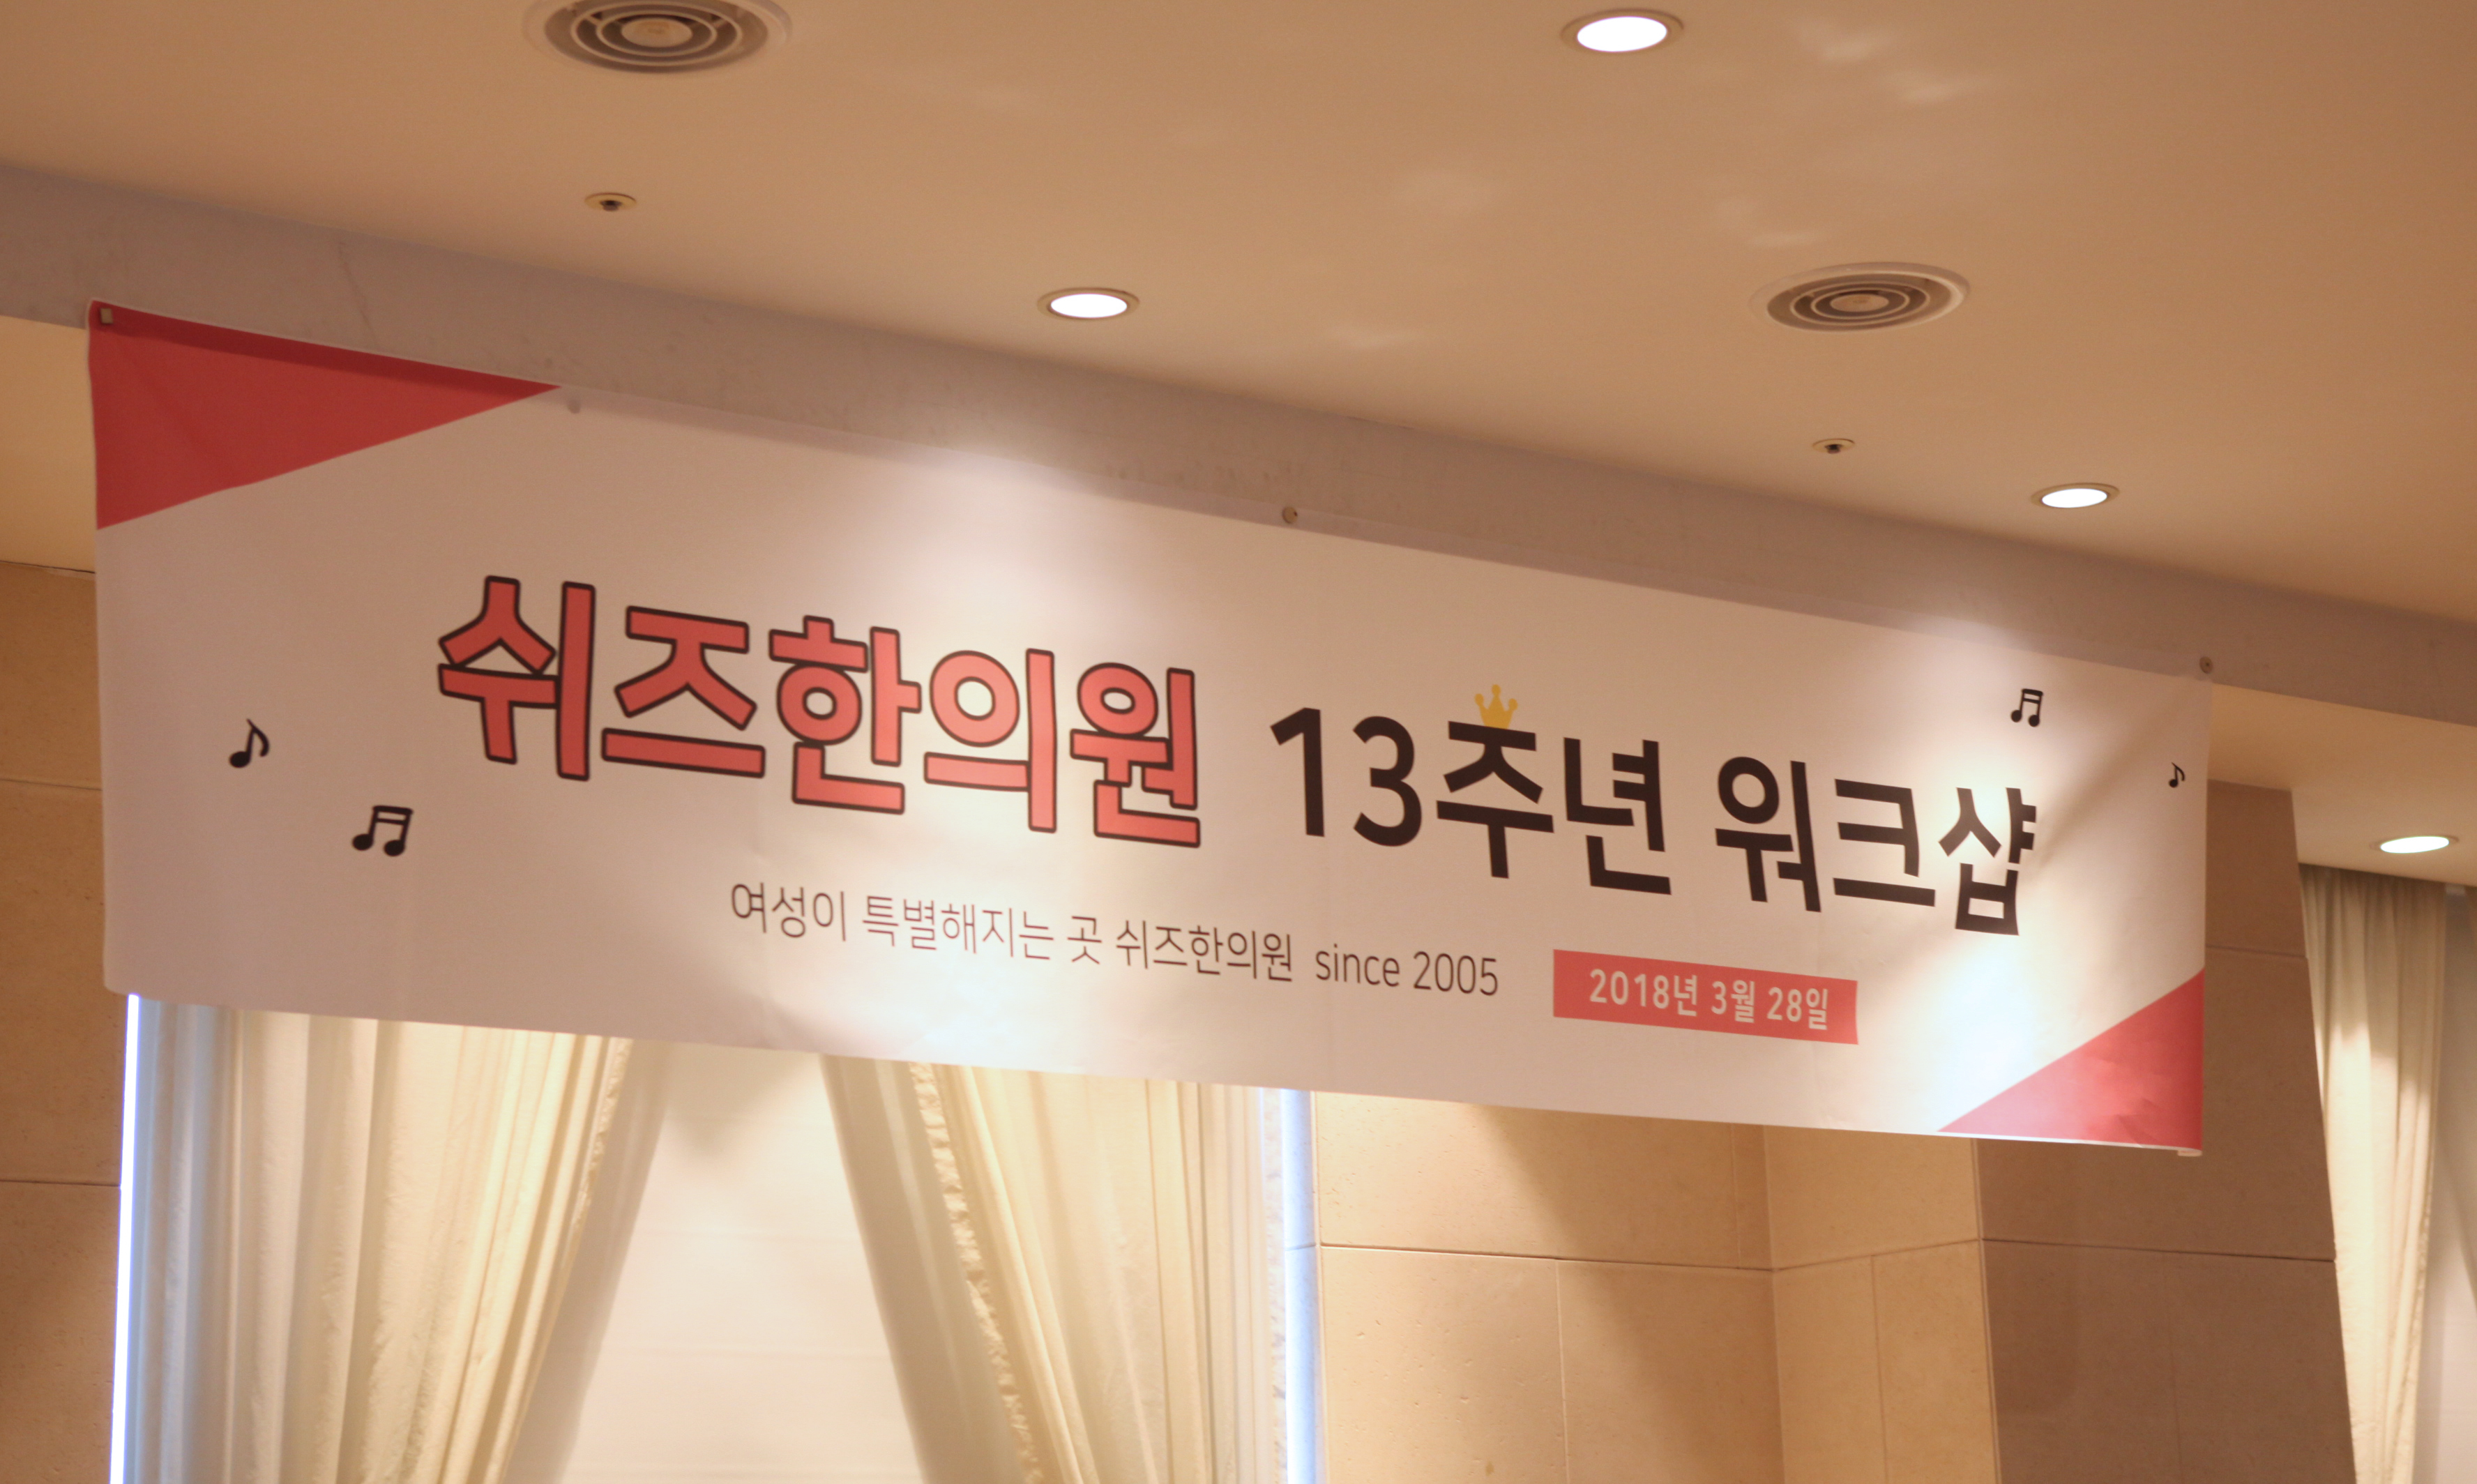 쉬즈한의원 13주년 워크샵
여성이 특별해지는 곳 쉬즈한의원 since 2005 2018년 3월 28일